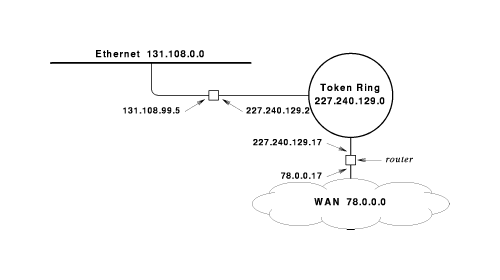 Ethernet 131.108.0.0
Token Ring
227.240.129.0
131.108.99.5
227.240.129.2
227.240.129.17
router
78.0.0.17
WAN 78.0.0.0